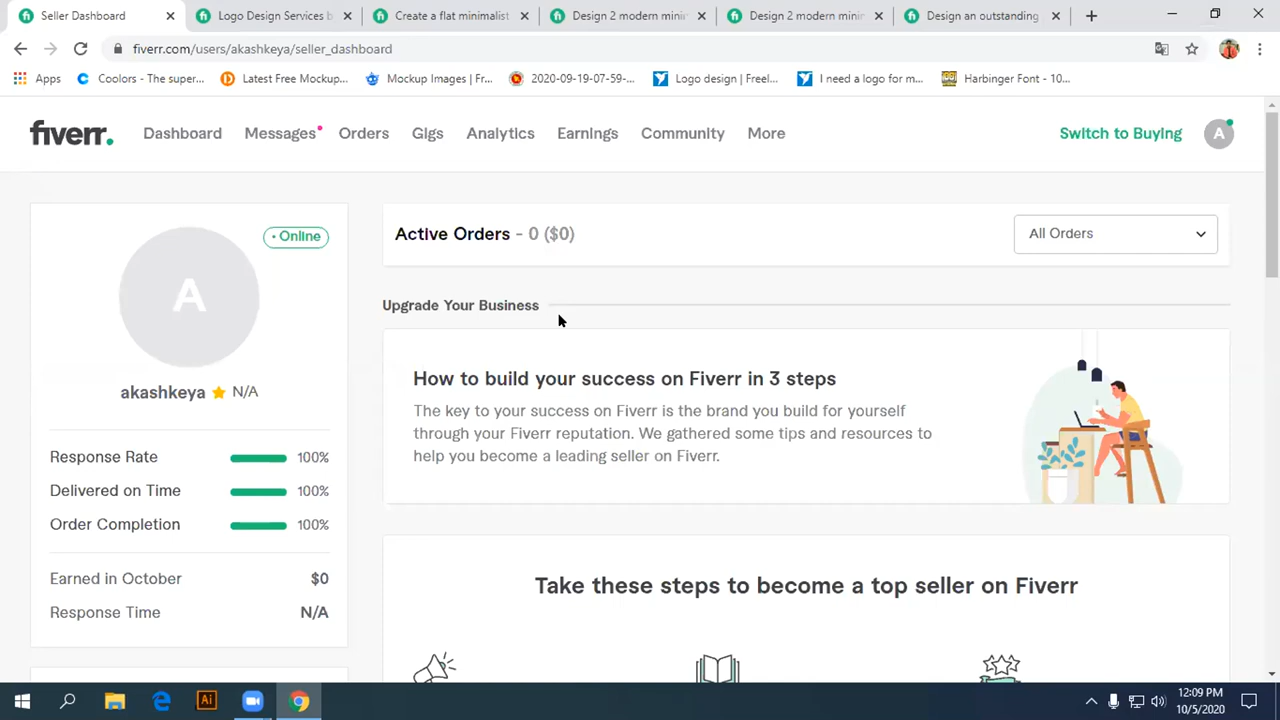 Seller Dashboard
Logo Design Services b
Create a flat minimalist
Design 2 modern mini
Design 2 modern minin
Design an outstanding
fiverr.com/users/akashkeya/seller_dashboard
Apps
Coolors - The super...
Latest Free Mockup...
Mockup Images | Fr...
2020-09-19-07-59-...
Logo design | Freel...
I need a logo for m...
Harbinger Font - 10...
fiverr.
Dashboard
Messages
Orders
Gigs
Analytics
Earnings
Community
More
Switch to Buying
A
Online
A
akashkeya N/A
Response Rate 100%
Delivered on Time 100%
Order Completion 100%
Earned in October $0
Response Time N/A
Active Orders - 0 ($0)
All Orders
Upgrade Your Business
How to build your success on Fiverr in 3 steps
The key to your success on Fiverr is the brand you build for yourself
through your Fiverr reputation. We gathered some tips and resources to
help you become a leading seller on Fiverr.
Take these steps to become a top seller on Fiverr
Ai
12:09 PM
10/5/2020